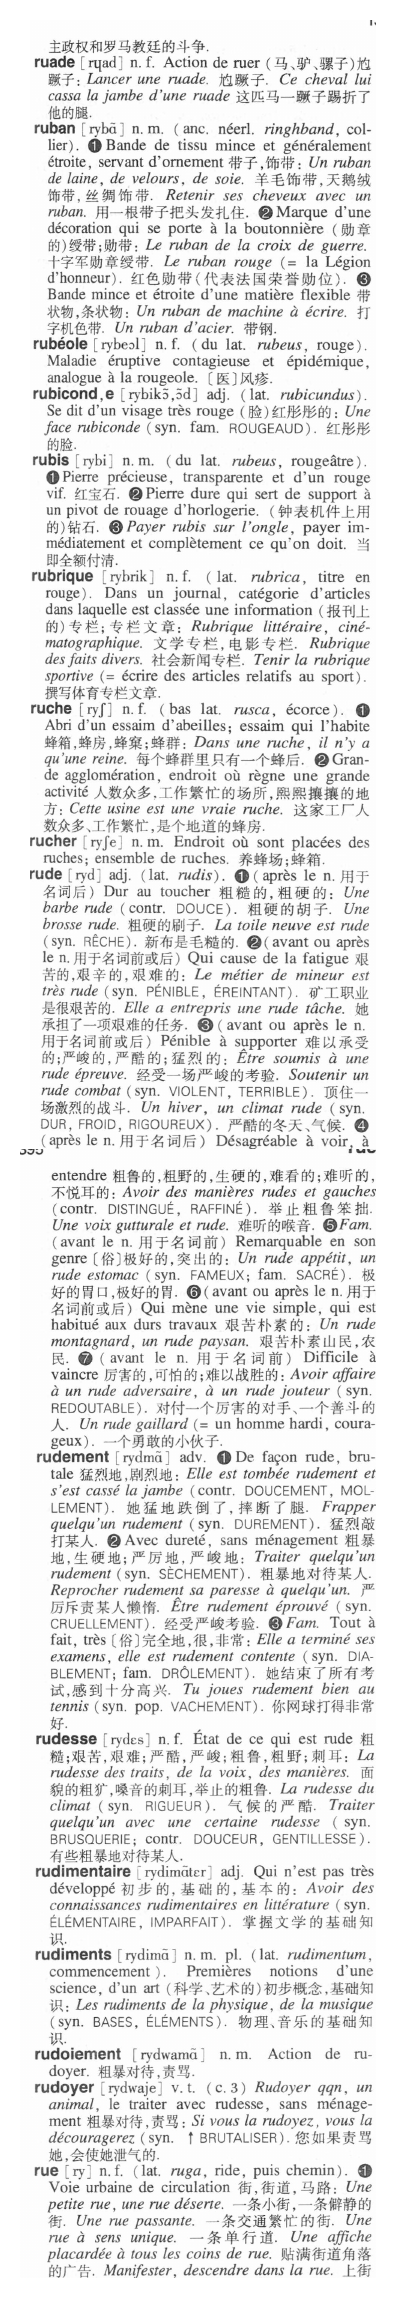 主政权和罗马教廷的斗争.
ruade [rɥad] n. f. Action de ruer (马、驴、骡子)尥
蹶子: Lancer une ruade. 尥蹶子. Ce cheval lui
cassa la jambe d'une ruade 这匹马一蹶子踢折了
他的腿.
ruban [rybɑ̃] n. m. (anc. néerl. ringhband, col-
lier). ❶ Bande de tissu mince et généralement
étroite, servant d'ornement 带子,饰带: Un ruban
de laine, de velours, de soie. 羊毛饰带,天鹅绒
饰带,丝绸饰带. Retenir ses cheveux avec un
ruban. 用一根带子把头发扎住. ❷ Marque d'une
décoration qui se porte à la boutonnière (勋章
的)绶带;勋带: Le ruban de la croix de guerre.
十字军勋章绶带. Le ruban rouge (= la Légion
d'honneur). 红色勋带(代表法国荣誉勋位). ❸
Bande mince et étroite d'une matière flexible 带
状物,条状物: Un ruban de machine à écrire. 打
字机色带. Un ruban d'acier. 带钢.
rubéole [rybeɔl] n. f. (du lat. rubeus, rouge).
Maladie éruptive contagieuse et épidémique,
analogue à la rougeole. [医]风疹.
rubicond,e [rybikɔ̃,ɔ̃d] adj. (lat. rubicundus).
Se dit d'un visage très rouge (脸)红彤彤的: Une
face rubiconde (syn. fam. ROUGEAUD). 红彤彤
的脸.
rubis [rybi] n. m. (du lat. rubeus, rougeâtre).
❶ Pierre précieuse, transparente et d'un rouge
vif. 红宝石. ❷ Pierre dure qui sert de support à
un pivot de rouage d'horlogerie. (钟表机件上用
的)钻石. ❸ Payer rubis sur l'ongle, payer im-
médiatement et complètement ce qu'on doit. 当
即全额付清.
rubrique [rybrik] n. f. (lat. rubrica, titre en
rouge). Dans un journal, catégorie d'articles
dans laquelle est classée une information (报刊上
的)专栏;专栏文章: Rubrique littéraire, ciné-
matographique. 文学专栏,电影专栏. Rubrique
des faits divers. 社会新闻专栏. Tenir la rubrique
sportive (= écrire des articles relatifs au sport).
撰写体育专栏文章.
ruche [ryʃ] n. f. (bas lat. rusca, écorce). ❶
Abri d'un essaim d'abeilles; essaim qui l'habite
蜂箱,蜂房,蜂窠;蜂群: Dans une ruche, il n'y a
qu'une reine. 每个蜂群里只有一个蜂后. ❷ Gran-
de agglomération, endroit où règne une grande
activité 人数众多,工作繁忙的场所,熙熙攘攘的地
方: Cette usine est une vraie ruche. 这家工厂人
数众多、工作繁忙,是个地道的蜂房.
rucher [ryʃe] n. m. Endroit où sont placées des
ruches; ensemble de ruches. 养蜂场;蜂箱.
rude [ryd] adj. (lat. rudis). ❶ (après le n. 用于
名词后) Dur au toucher 粗糙的,粗硬的: Une
barbe rude (contr. DOUCE). 粗硬的胡子. Une
brosse rude. 粗硬的刷子. La toile neuve est rude
(syn. RÊCHE). 新布是毛糙的. ❷ (avant ou après
le n. 用于名词前或后) Qui cause de la fatigue 艰
苦的,艰辛的,艰难的: Le métier de mineur est
très rude (syn. PÉNIBLE, ÉREINTANT). 矿工职业
是很艰苦的. Elle a entrepris une rude tâche. 她
承担了一项艰难的任务. ❸ (avant ou après le n.
用于名词前或后) Pénible à supporter 难以承受
的;严峻的,严酷的;猛烈的: Être soumis à une
rude épreuve. 经受一场严峻的考验. Soutenir un
rude combat (syn. VIOLENT, TERRIBLE). 顶住一
场激烈的战斗. Un hiver, un climat rude (syn.
DUR, FROID, RIGOUREUX). 严酷的冬天、气候. ❹
(après le n. 用于名词后) Désagréable à voir, à
entendre 粗鲁的,粗野的,生硬的,难看的;难听的,
不悦耳的: Avoir des manières rudes et gauches
(contr. DISTINGUÉ, RAFFINÉ). 举止粗鲁笨拙.
Une voix gutturale et rude. 难听的喉音. ❺ Fam.
(avant le n. 用于名词前) Remarquable en son
genre [俗]极好的,突出的: Un rude appétit, un
rude estomac (syn. FAMEUX; fam. SACRÉ). 极
好的胃口,极好的胃. ❻ (avant ou après le n. 用于
名词前或后) Qui mène une vie simple, qui est
habitué aux durs travaux 艰苦朴素的: Un rude
montagnard, un rude paysan. 艰苦朴素山民,农
民. ❼ (avant le n. 用于名词前) Difficile à
vaincre 厉害的,可怕的;难以战胜的: Avoir affaire
à un rude adversaire, à un rude jouteur (syn.
REDOUTABLE). 对付一个厉害的对手、一个善斗的
人. Un rude gaillard (= un homme hardi, coura-
geux). 一个勇敢的小伙子.
rudement [rydmɑ̃] adv. ❶ De façon rude, bru-
tale 猛烈地,剧烈地: Elle est tombée rudement et
s'est cassé la jambe (contr. DOUCEMENT, MOL-
LEMENT). 她猛地跌倒了,摔断了腿. Frapper
quelqu'un rudement (syn. DUREMENT). 猛烈敲
打某人. ❷ Avec dureté, sans ménagement 粗暴
地,生硬地;严厉地,严峻地: Traiter quelqu'un
rudement (syn. SÈCHEMENT). 粗暴地对待某人.
Reprocher rudement sa paresse à quelqu'un. 严
厉斥责某人懒惰. Être rudement éprouvé (syn.
CRUELLEMENT). 经受严峻考验. ❸ Fam. Tout à
fait, très [俗]完全地,很,非常: Elle a terminé ses
examens, elle est rudement contente (syn. DIA-
BLEMENT; fam. DRÔLEMENT). 她结束了所有考
试,感到十分高兴. Tu joues rudement bien au
tennis (syn. pop. VACHEMENT). 你网球打得非常
好.
rudesse [rydɛs] n. f. État de ce qui est rude 粗
糙;艰苦,艰难;严酷,严峻;粗鲁,粗野;刺耳: La
rudesse des traits, de la voix, des manières. 面
貌的粗犷,嗓音的刺耳,举止的粗鲁. La rudesse du
climat (syn. RIGUEUR). 气候的严酷. Traiter
quelqu'un avec une certaine rudesse (syn.
BRUSQUERIE; contr. DOUCEUR, GENTILLESSE).
有些粗暴地对待某人.
rudimentaire [rydimɑ̃tɛr] adj. Qui n'est pas très
développé 初步的,基础的,基本的: Avoir des
connaissances rudimentaires en littérature (syn.
ÉLÉMENTAIRE, IMPARFAIT). 掌握文学的基础知
识.
rudiments [rydimɑ̃] n. m. pl. (lat. rudimentum,
commencement). Premières notions d'une
science, d'un art (科学、艺术的)初步概念,基础知
识: Les rudiments de la physique, de la musique
(syn. BASES, ÉLÉMENTS). 物理、音乐的基础知
识.
rudoiement [rydwamɑ̃] n. m. Action de ru-
doyer. 粗暴对待,责骂.
rudoyer [rydwaje] v. t. (c. 3) Rudoyer qqn, un
animal, le traiter avec rudesse, sans ménage-
ment 粗暴对待,责骂: Si vous la rudoyez, vous la
découragerez (syn. ↑ BRUTALISER). 您如果责骂
她,会使她泄气的.
rue [ry] n. f. (lat. ruga, ride, puis chemin). ❶
Voie urbaine de circulation 街,街道,马路: Une
petite rue, une rue déserte. 一条小街,一条僻静的
街. Une rue passante. 一条交通繁忙的街. Une
rue à sens unique. 一条单行道. Une affiche
placardée à tous les coins de rue. 贴满街道角落
的广告. Manifester, descendre dans la rue. 上街